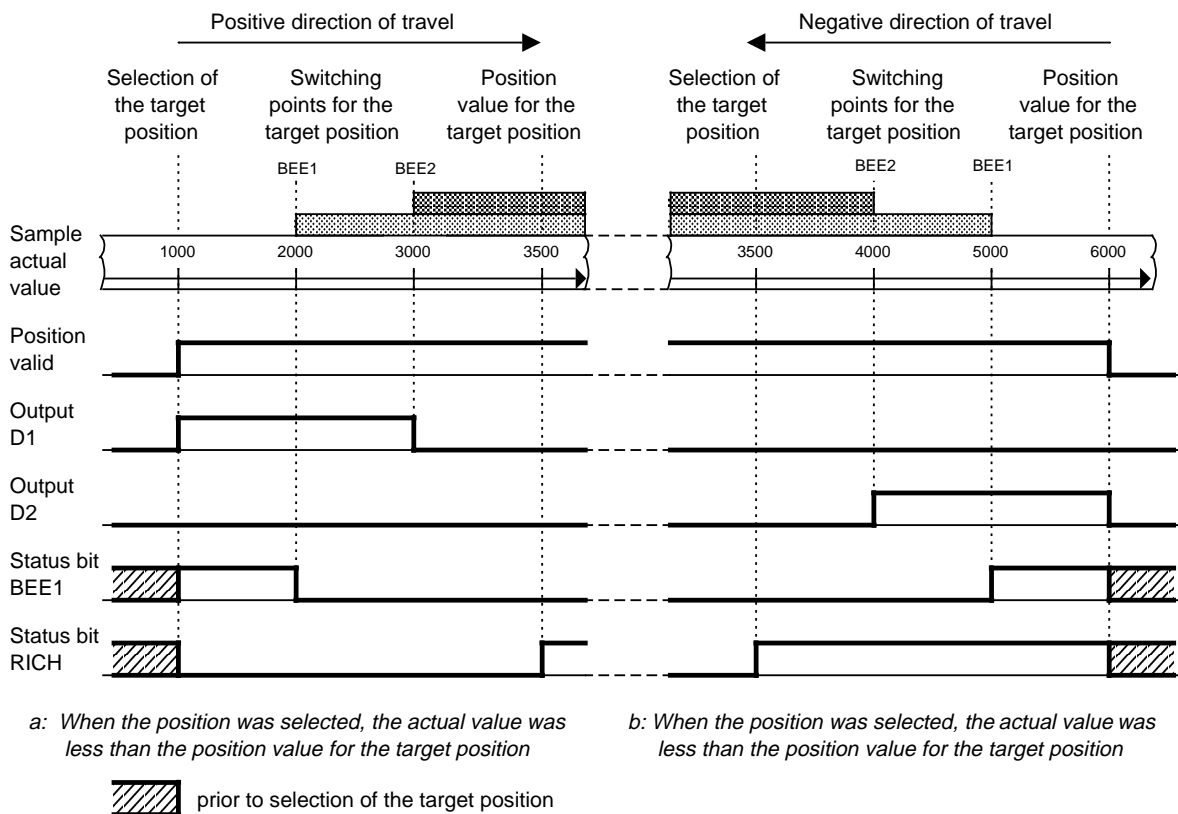 Positive direction of travel
Negative direction of travel
Selection of
the target
position
Switching
points for the
target position
Position
value for the
target position
Selection of
the target
position
Switching
points for the
target position
Position
value for the
target position
BEE1
BEE2
BEE2
BEE1
Sample
actual
value
1000
2000
3000
3500
3500
4000
5000
6000
Position
valid
Output
D1
Output
D2
Status bit
BEE1
Status bit
RICH
a: When the position was selected, the actual value was
less than the position value for the target position
b: When the position was selected, the actual value was
less than the position value for the target position
prior to selection of the target position